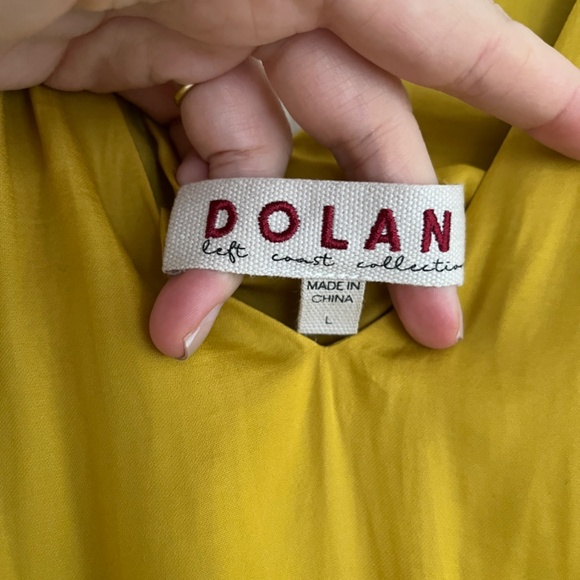 DOLAN
left coast collection
MADE IN
CHINA
L